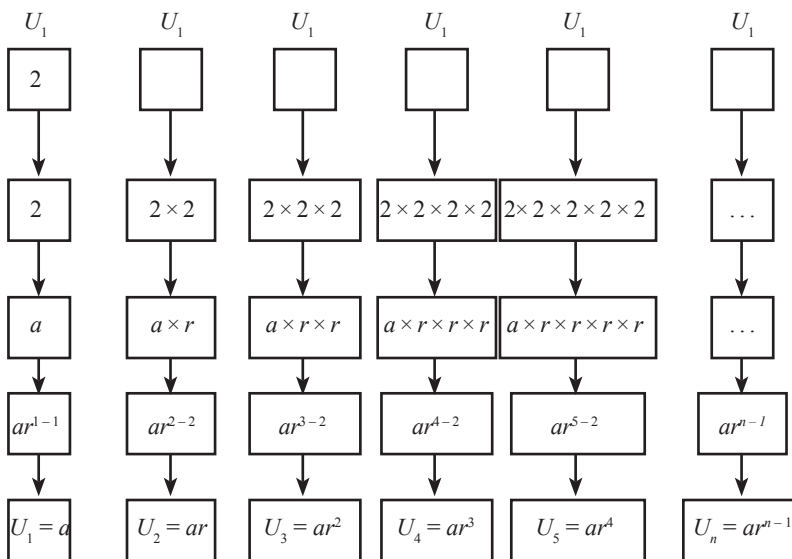 U₁ U₁ U₁ U₁ U₁ U₁
2
2 2 × 2 2 × 2 × 2 2 × 2 × 2 × 2 2× 2 × 2 × 2 × 2 ...
a a × r a × r × r a × r × r × r a × r × r × r × r ...
ar¹⁻¹ ar²⁻² ar³⁻² ar⁴⁻² ar⁵⁻² arⁿ⁻¹
U₁ = a U₂ = ar U₃ = ar² U₄ = ar³ U₅ = ar⁴ Uₙ = arⁿ⁻¹